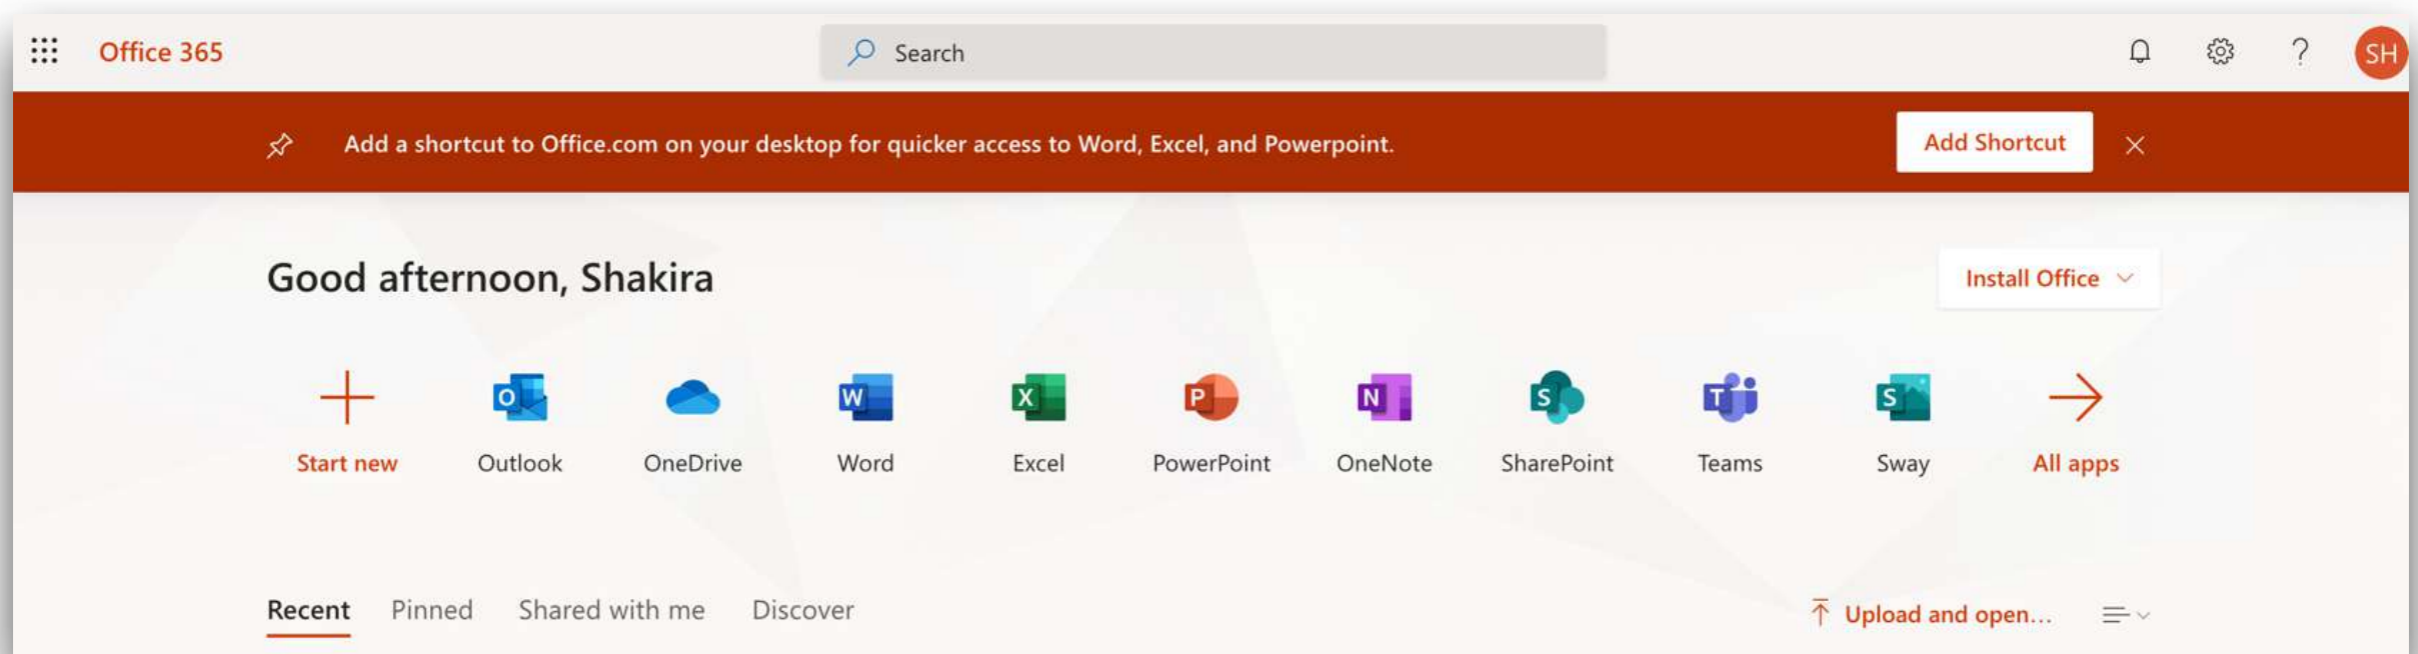 Office 365
Search
SH
Add a shortcut to Office.com on your desktop for quicker access to Word, Excel, and Powerpoint.
Add Shortcut
Good afternoon, Shakira
Install Office
O
W
X
P
N
S
T
S
Start new
Outlook
OneDrive
Word
Excel
PowerPoint
OneNote
SharePoint
Teams
Sway
All apps
Recent
Pinned
Shared with me
Discover
Upload and open...